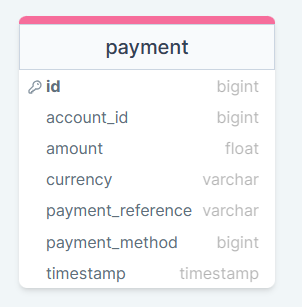 payment
id bigint
account_id bigint
amount float
currency varchar
payment_reference varchar
payment_method bigint
timestamp timestamp